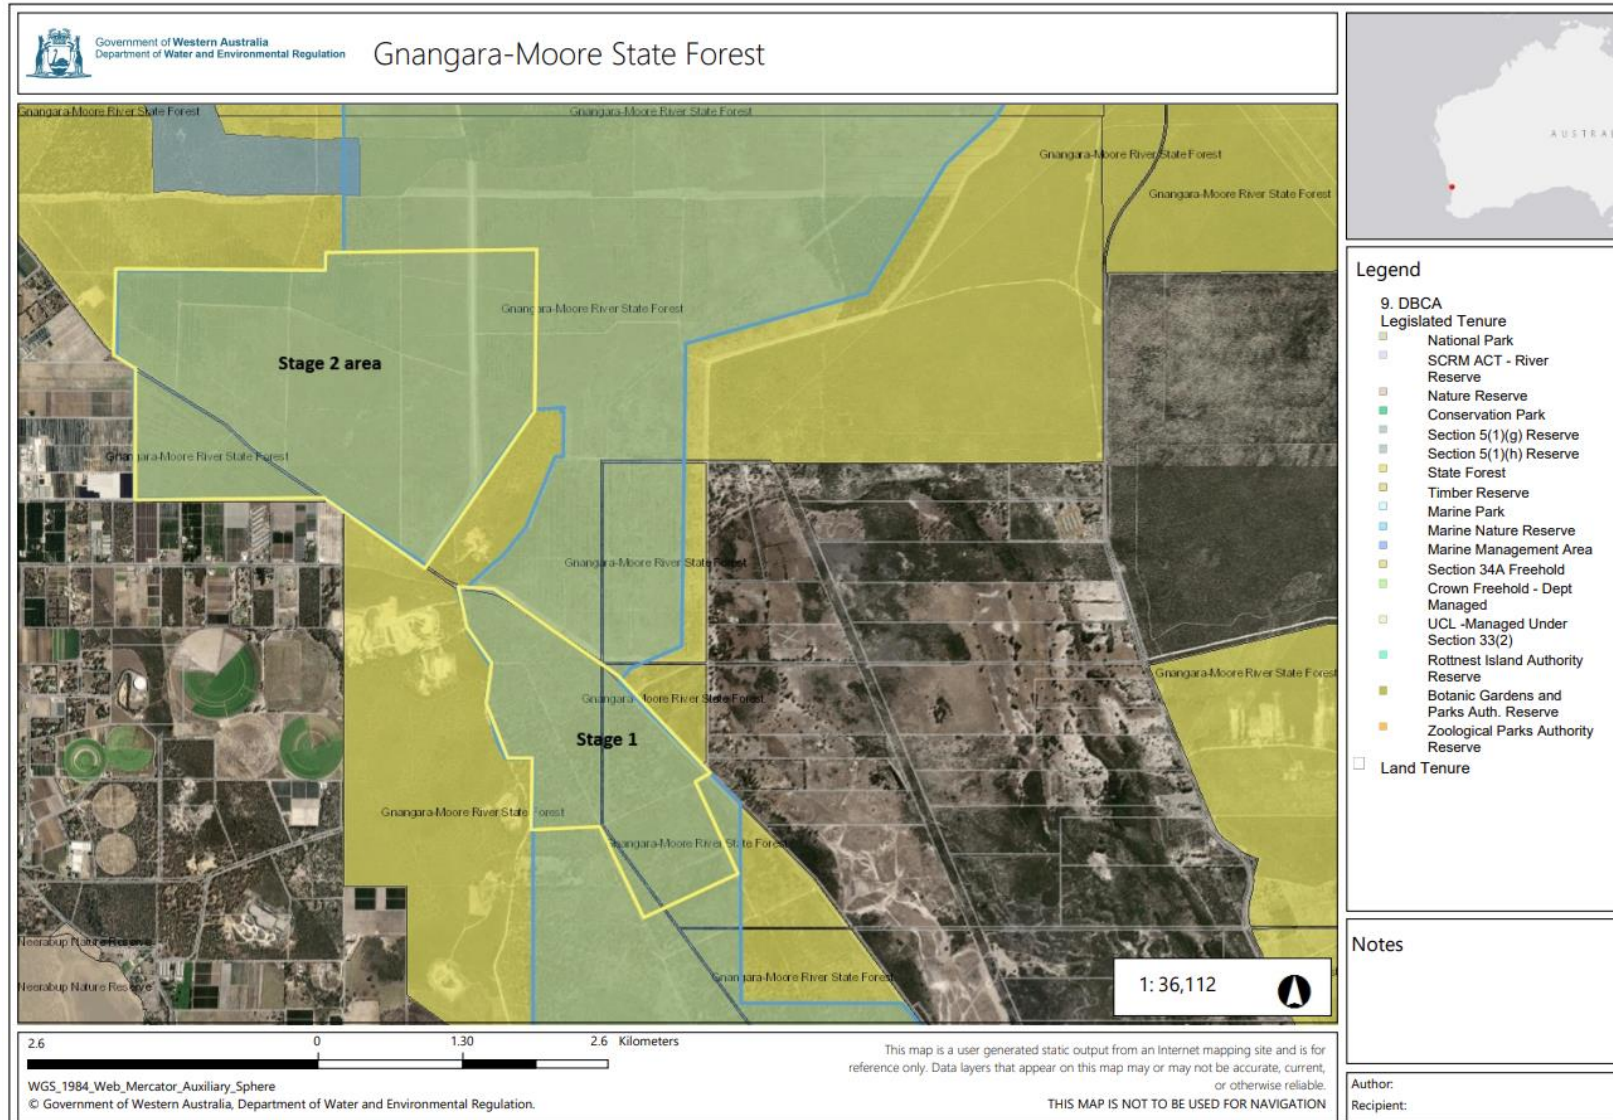 Government of Western Australia
Department of Water and Environmental Regulation
Gnangara-Moore State Forest
Gnangara-Moore River State Forest
Gnangara-Moore River State Forest
Gnangara-Moore River State Forest
Gnangara-Moore River State Forest
Gnangara-Moore River State Forest
Stage 2 area
Gnangara-Moore River State Forest
Gnangara-Moore River State Forest
Gnangara-Moore River State Forest
Gnangara-Moore River State Forest
Stage 1
Gnangara-Moore River State Forest
Gnangara-Moore River State Forest
Neerabup Nature Reserve
Gnangara-Moore River State Forest
Neerabup Nature Reserve
1: 36,112
AUSTRAL
Legend
9. DBCA
Legislated Tenure
National Park
SCRM ACT - River
Reserve
Nature Reserve
Conservation Park
Section 5(1)(g) Reserve
Section 5(1)(h) Reserve
State Forest
Timber Reserve
Marine Park
Marine Nature Reserve
Marine Management Area
Section 34A Freehold
Crown Freehold - Dept
Managed
UCL -Managed Under
Section 33(2)
Rottnest Island Authority
Reserve
Botanic Gardens and
Parks Auth. Reserve
Zoological Parks Authority
Reserve
Land Tenure
Notes
2.6 0 1.30 2.6 Kilometers
WGS_1984_Web_Mercator_Auxiliary_Sphere
© Government of Western Australia, Department of Water and Environmental Regulation.
This map is a user generated static output from an Internet mapping site and is for
reference only. Data layers that appear on this map may or may not be accurate, current,
or otherwise reliable.
THIS MAP IS NOT TO BE USED FOR NAVIGATION
Author:
Recipient: